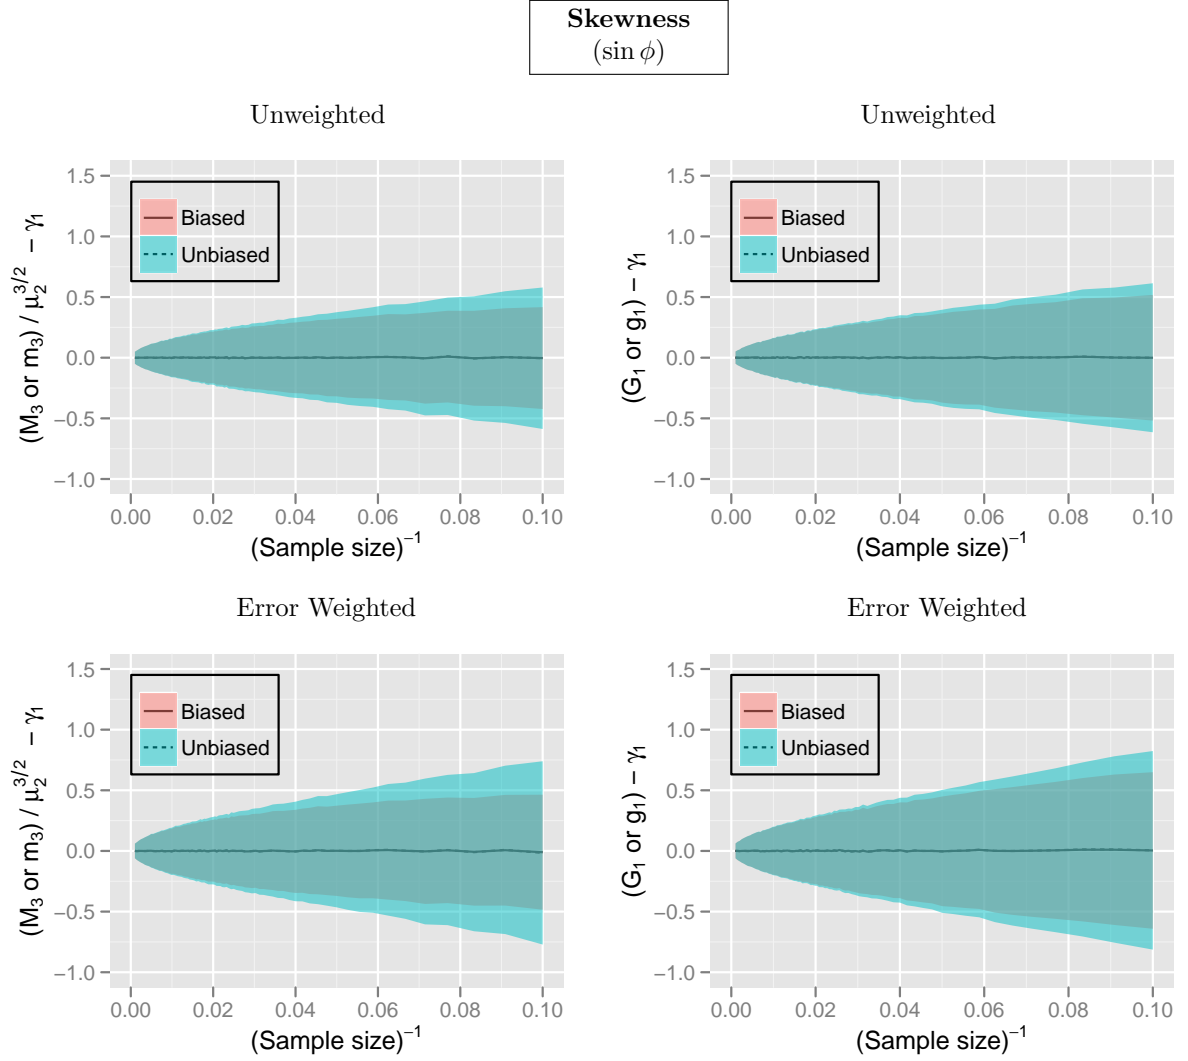 Skewness
(sin ϕ)
Unweighted
(M₃ or m₃) / μ₂^3/2 − γ₁
1.5
1.0
0.5
0.0
−0.5
−1.0
Biased
Unbiased
0.00 0.02 0.04 0.06 0.08 0.10
(Sample size)⁻¹
Unweighted
(G₁ or g₁) − γ₁
1.5
1.0
0.5
0.0
−0.5
−1.0
Biased
Unbiased
0.00 0.02 0.04 0.06 0.08 0.10
(Sample size)⁻¹
Error Weighted
(M₃ or m₃) / μ₂^3/2 − γ₁
1.5
1.0
0.5
0.0
−0.5
−1.0
Biased
Unbiased
0.00 0.02 0.04 0.06 0.08 0.10
(Sample size)⁻¹
Error Weighted
(G₁ or g₁) − γ₁
1.5
1.0
0.5
0.0
−0.5
−1.0
Biased
Unbiased
0.00 0.02 0.04 0.06 0.08 0.10
(Sample size)⁻¹